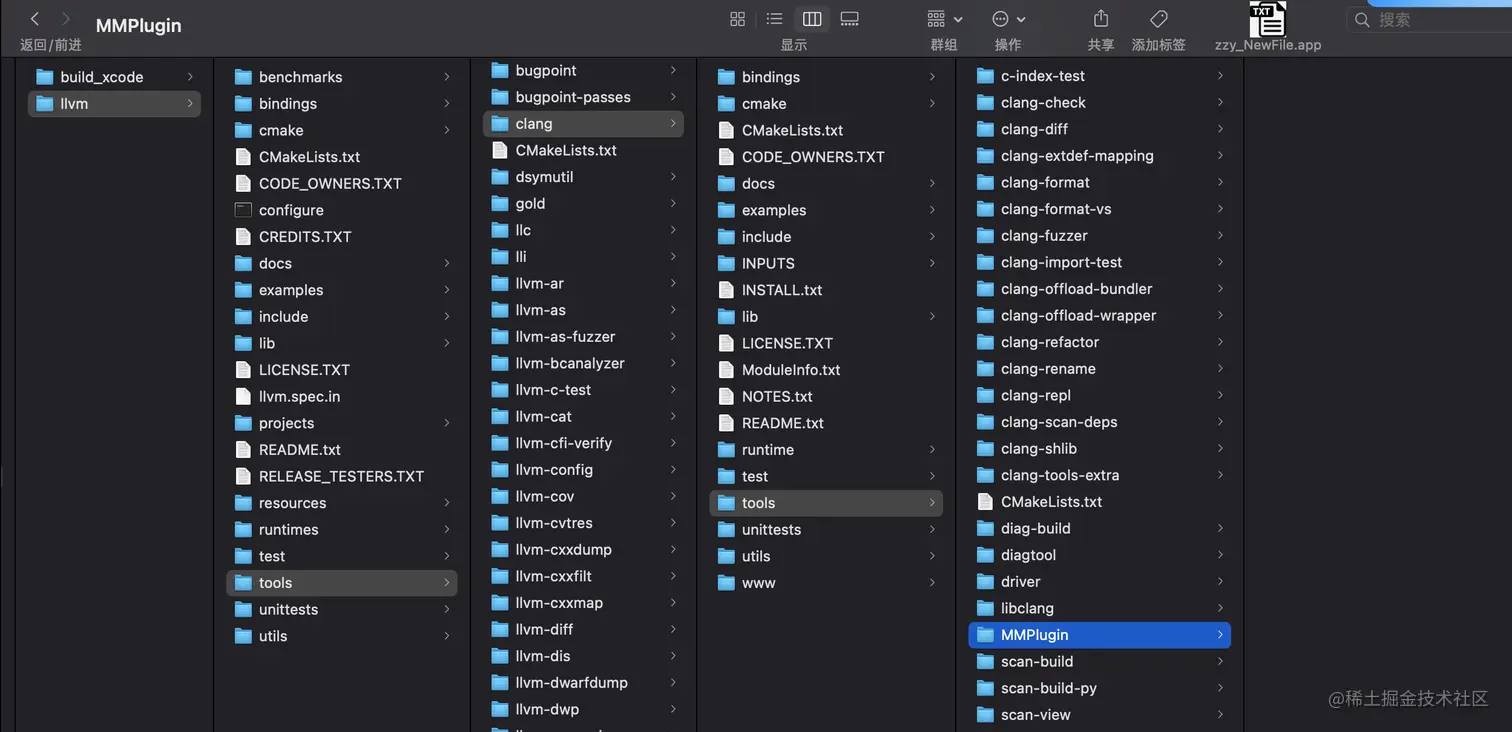 MMPlugin
返回/前进
显示
群组
操作
共享
添加标签
TXT
zzy_NewFile.app
搜索
build_xcode
llvm
benchmarks
bindings
cmake
CMakeLists.txt
CODE_OWNERS.TXT
configure
CREDITS.TXT
docs
examples
include
lib
LICENSE.TXT
llvm.spec.in
projects
README.txt
RELEASE_TESTERS.TXT
resources
runtimes
test
tools
unittests
utils
bugpoint
bugpoint-passes
clang
CMakeLists.txt
dsymutil
gold
llc
lli
llvm-ar
llvm-as
llvm-as-fuzzer
llvm-bcanalyzer
llvm-c-test
llvm-cat
llvm-cfi-verify
llvm-config
llvm-cov
llvm-cvtres
llvm-cxxdump
llvm-cxxfilt
llvm-cxxmap
llvm-diff
llvm-dis
llvm-dwarfdump
llvm-dwp
bindings
cmake
CMakeLists.txt
CODE_OWNERS.TXT
docs
examples
include
INPUTS
INSTALL.txt
lib
LICENSE.TXT
ModuleInfo.txt
NOTES.txt
README.txt
runtime
test
tools
unittests
utils
www
c-index-test
clang-check
clang-diff
clang-extdef-mapping
clang-format
clang-format-vs
clang-fuzzer
clang-import-test
clang-offload-bundler
clang-offload-wrapper
clang-refactor
clang-rename
clang-repl
clang-scan-deps
clang-shlib
clang-tools-extra
CMakeLists.txt
diag-build
diagtool
driver
libclang
MMPlugin
scan-build
scan-build-py
scan-view
@稀土掘金技术社区